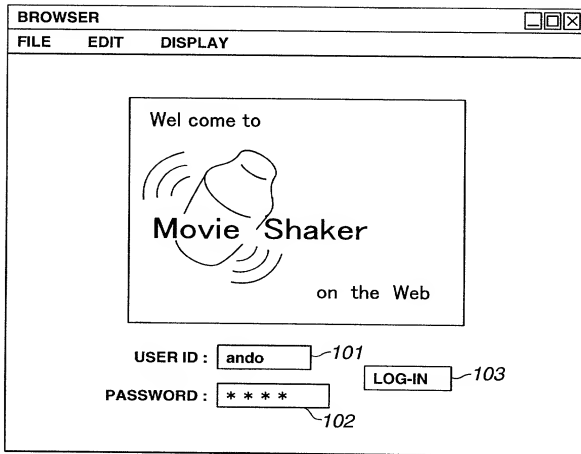 BROWSER
FILE EDIT DISPLAY
Wel come to
Movie Shaker
on the Web
USER ID : ando 101
LOG-IN 103
PASSWORD : * * * * 102